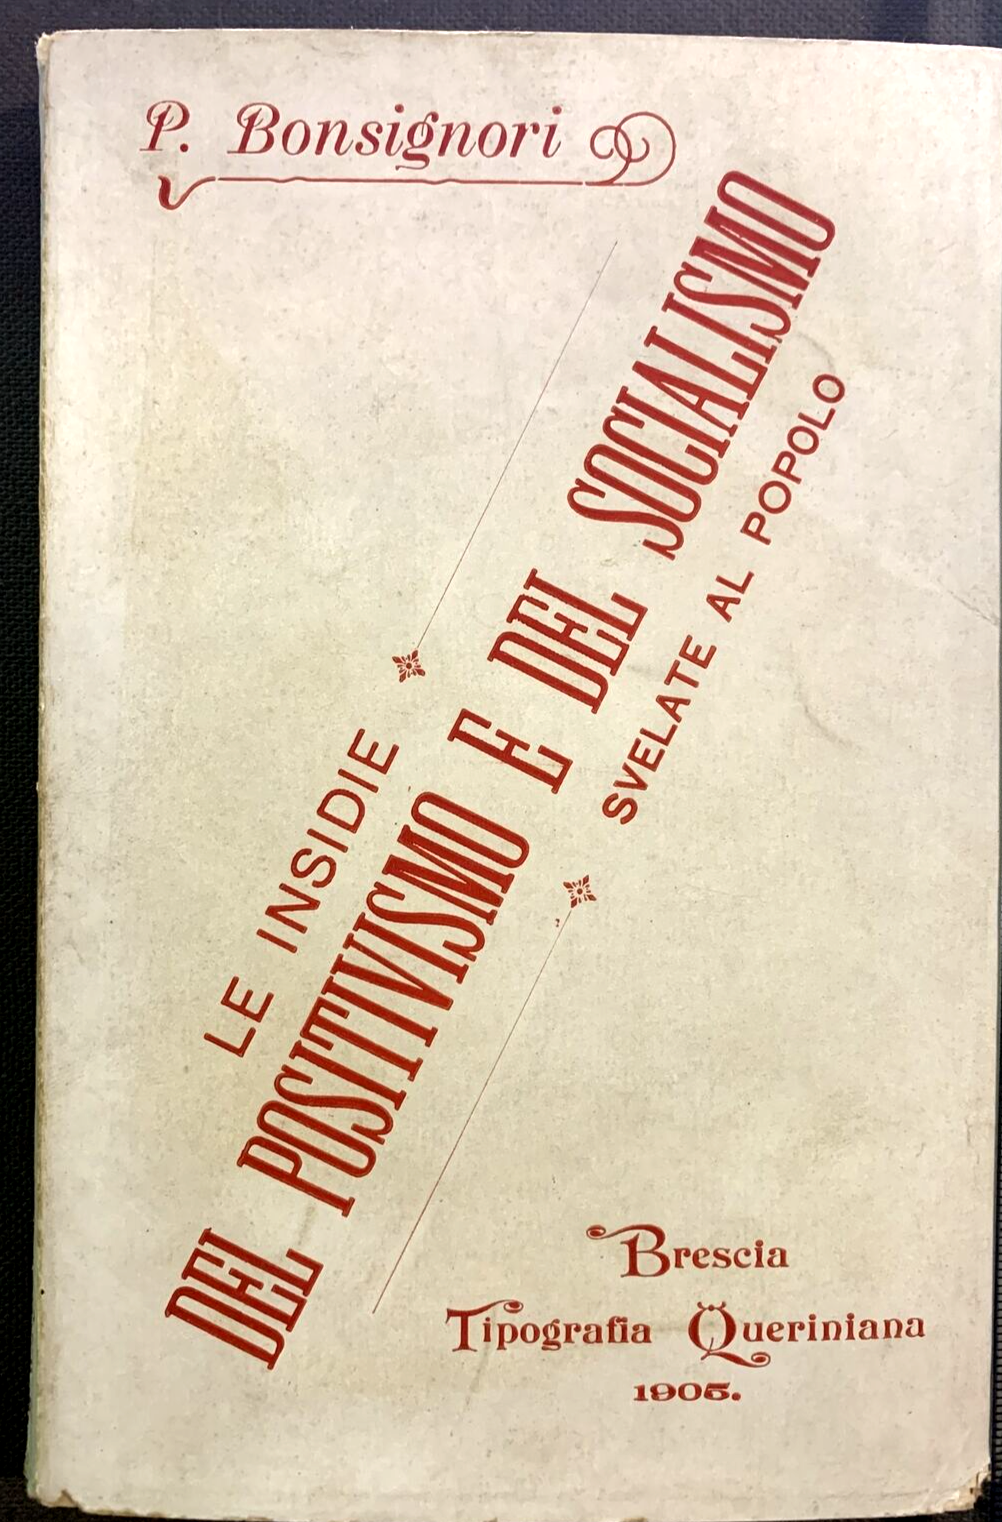 P. Bonsignori
LE INSIDIE
DEL POSITIVISMO E DEL SOCIALISMO
SVELATE AL POPOLO
Brescia
Tipografia Queriniana
1905.